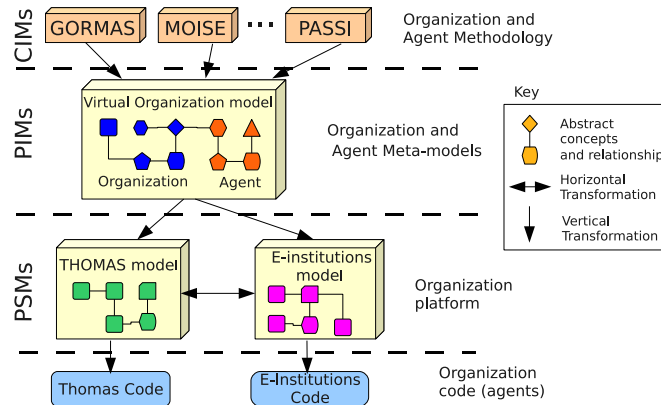 CIMs
GORMAS
MOISE
PASSI
Organization and
Agent Methodology
PIMs
Virtual Organization model
Organization
Agent
Organization and
Agent Meta-models
Key
Abstract
concepts
and relationship
Horizontal
Transformation
Vertical
Transformation
PSMs
THOMAS model
E-institutions
model
Organization
platform
Thomas Code
E-Institutions
Code
Organization
code (agents)